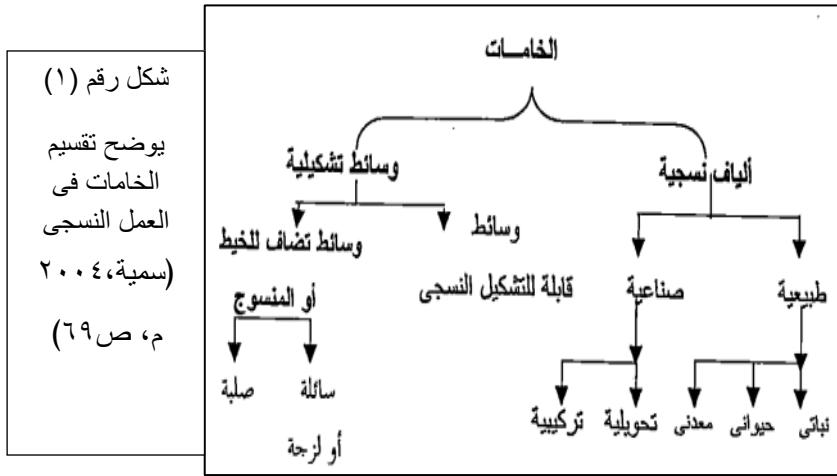 شكل رقم (١)
يوضح تقسيم
الخامات فى
العمل النسجى
(سمية،٢٠٠٤
م، ص٦٩)
الخامـــات
ألياف نسجية
وسائط تشكيلية
طبيعية
صناعية
وسائط
قابلة للتشكيل النسجى
وسائط تضاف للخيط
أو المنسوج
نباتى
حيوانى
معدنى
تحويلية
تركيبية
سائلة
أو لزجة
صلبة